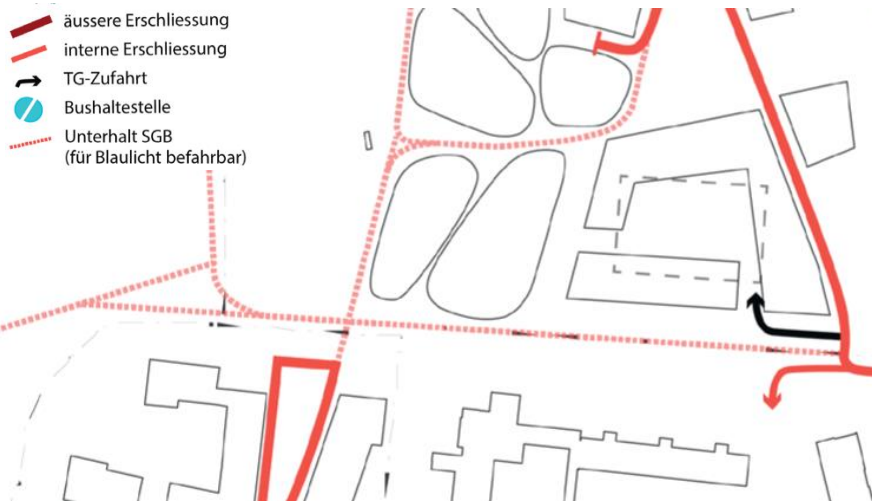 äussere Erschliessung
interne Erschliessung
TG-Zufahrt
Bushaltestelle
Unterhalt SGB
(für Blaulicht befahrbar)